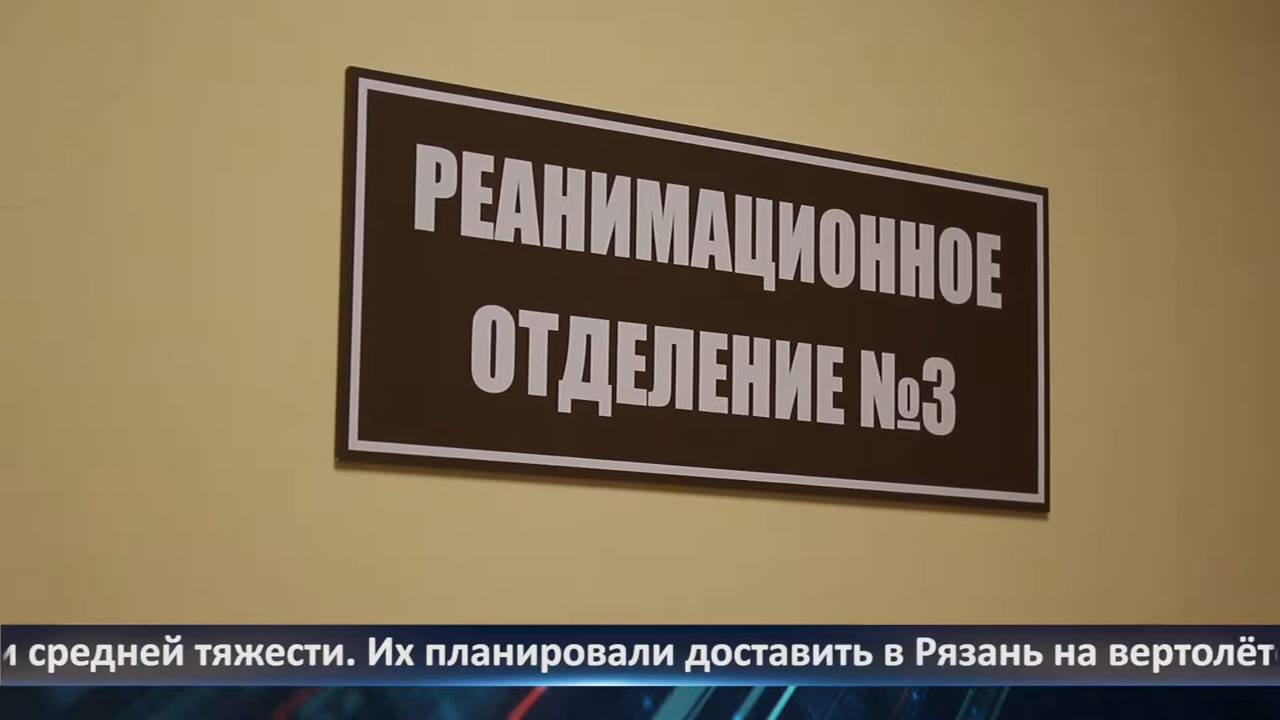 РЕАНИМАЦИОННОЕ
ОТДЕЛЕНИЕ №3
средней тяжести. Их планировали доставить в Рязань на